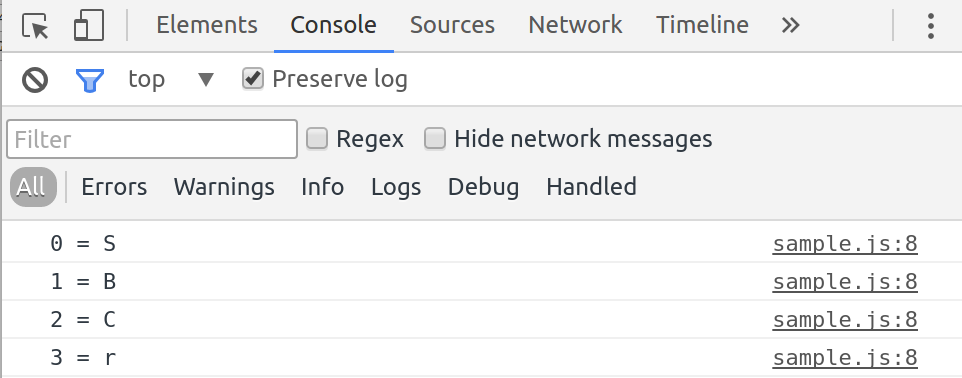 Elements Console Sources Network Timeline »
top ▼ Preserve log
Filter Regex Hide network messages
All Errors Warnings Info Logs Debug Handled
0 = S sample.js:8
1 = B sample.js:8
2 = C sample.js:8
3 = r sample.js:8